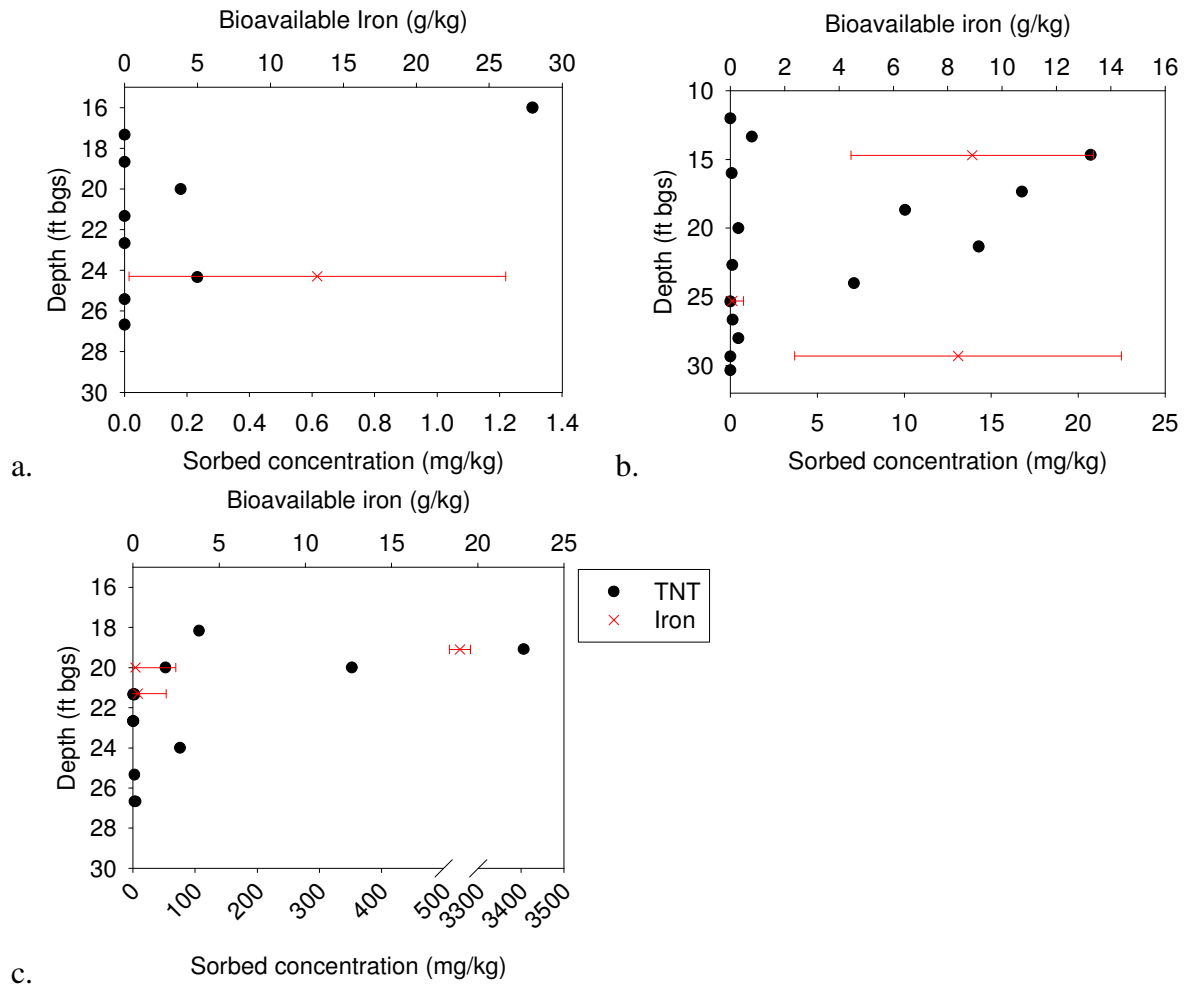 Bioavailable Iron (g/kg)
0 5 10 15 20 25 30
16
18
20
22
24
26
28
30
Depth (ft bgs)
0.0 0.2 0.4 0.6 0.8 1.0 1.2 1.4
Sorbed concentration (mg/kg)
a.
Bioavailable iron (g/kg)
0 2 4 6 8 10 12 14 16
10
15
20
25
30
Depth (ft bgs)
0 5 10 15 20 25
Sorbed concentration (mg/kg)
b.
Bioavailable iron (g/kg)
0 5 10 15 20 25
16
18
20
22
24
26
28
30
Depth (ft bgs)
0 100 200 300 400 500 3300 3400 3500
Sorbed concentration (mg/kg)
c.
TNT
Iron